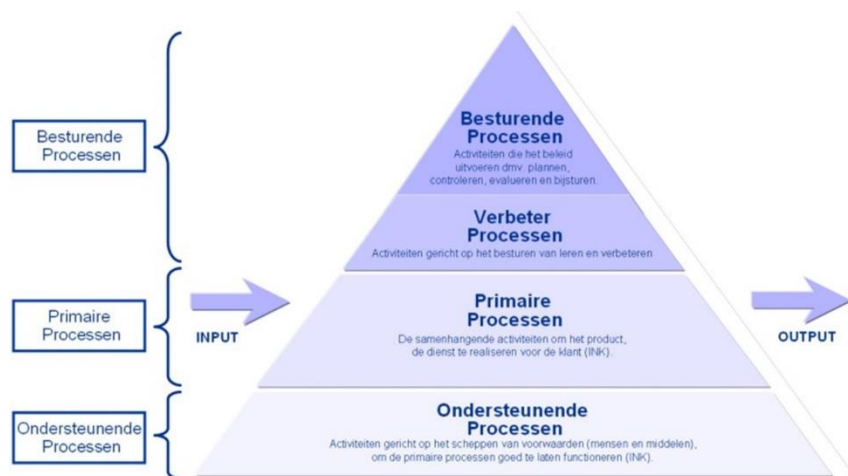 Besturende
Processen
Primaire
Processen
Ondersteunende
Processen
INPUT
Besturende
Processen
Activiteiten die het beleid
uitvoeren dmv. plannen,
controleren, evalueren en bijsturen.
Verbeter
Processen
Activiteiten gericht op het besturen van leren en verbeteren
Primaire
Processen
De samenhangende activiteiten om het product,
de dienst te realiseren voor de klant (INK).
Ondersteunende
Processen
Activiteiten gericht op het scheppen van voorwaarden (mensen en middelen),
om de primaire processen goed te laten functioneren (INK).
OUTPUT